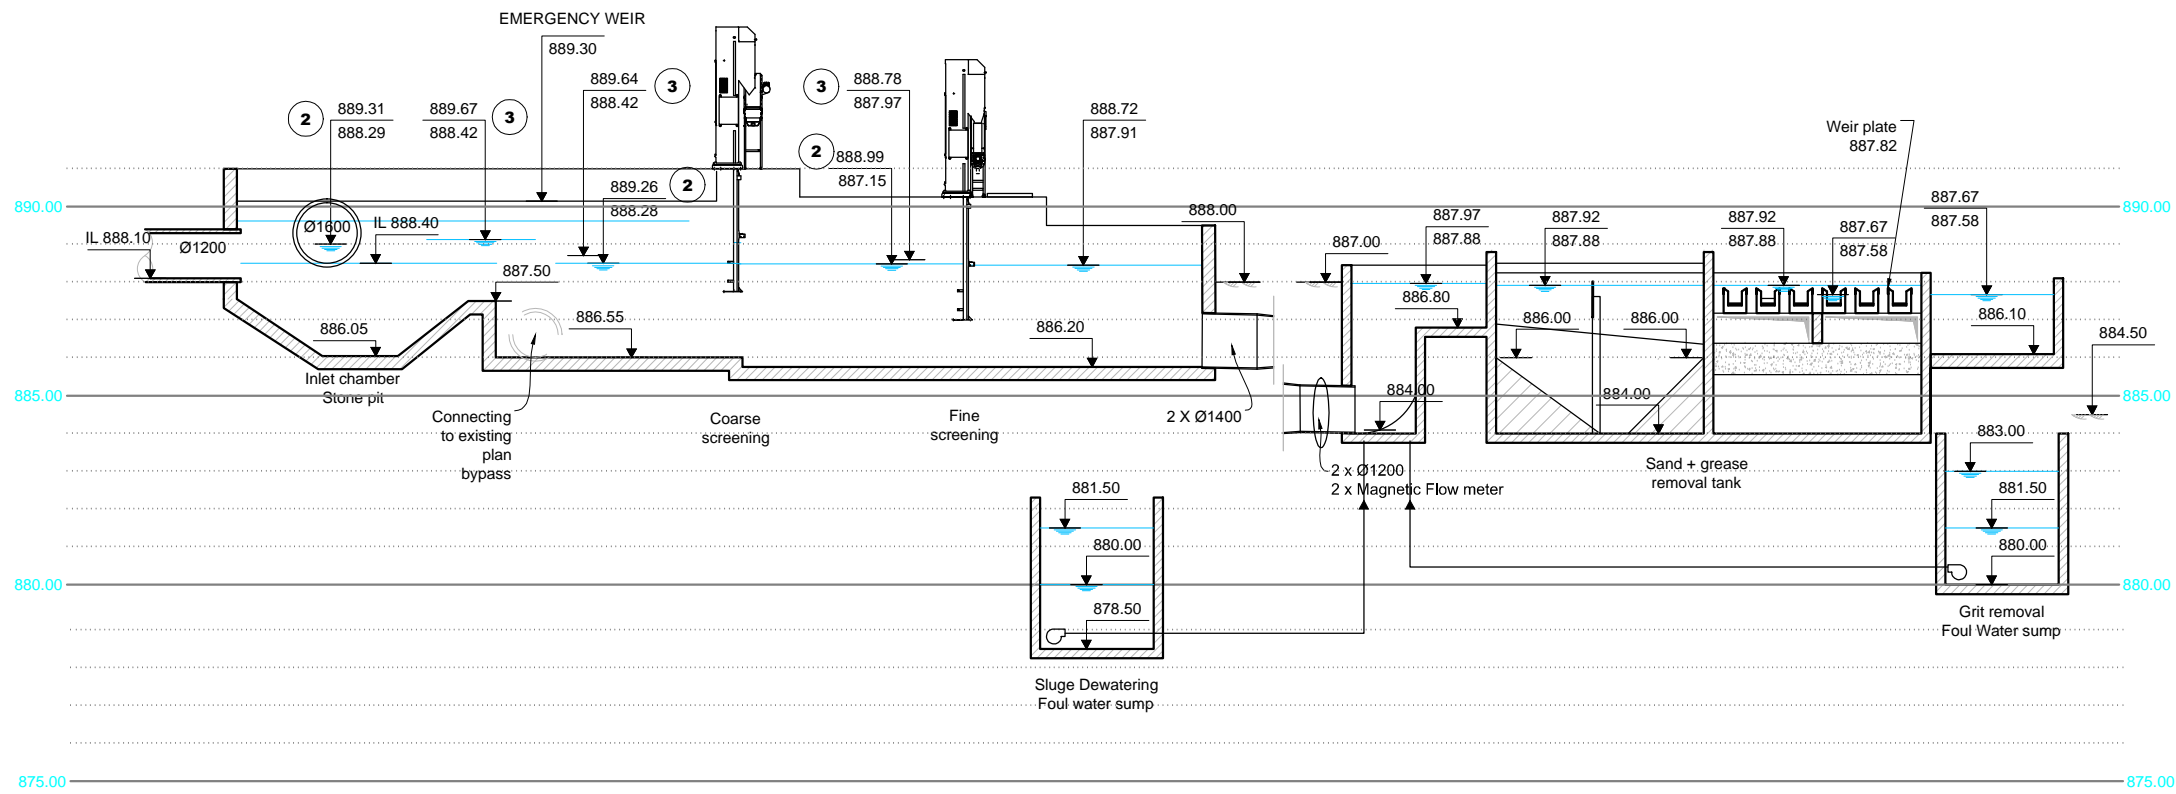 EMERGENCY WEIR
889.30
889.64
888.42
3
3
888.78
887.97
2
889.31
888.29
889.67
888.42
3
888.72
887.91
Weir plate
887.82
2
888.99
887.15
889.26
888.28
2
890.00
890.00
888.00
887.97
887.88
887.92
887.88
887.92
887.88
887.67
887.58
887.67
887.58
IL 888.10
Ø1200
Ø1600
IL 888.40
887.00
887.50
886.80
886.05
886.55
886.20
886.00
886.00
886.10
884.50
Inlet chamber
Stone pit
885.00
885.00
884.00
884.00
Connecting
to existing
plan
bypass
Coarse
screening
Fine
screening
2 X Ø1400
883.00
2 x Ø1200
2 x Magnetic Flow meter
Sand + grease
removal tank
881.50
881.50
880.00
880.00
880.00
880.00
878.50
Grit removal
Foul Water sump
Sluge Dewatering
Foul water sump
875.00
875.00